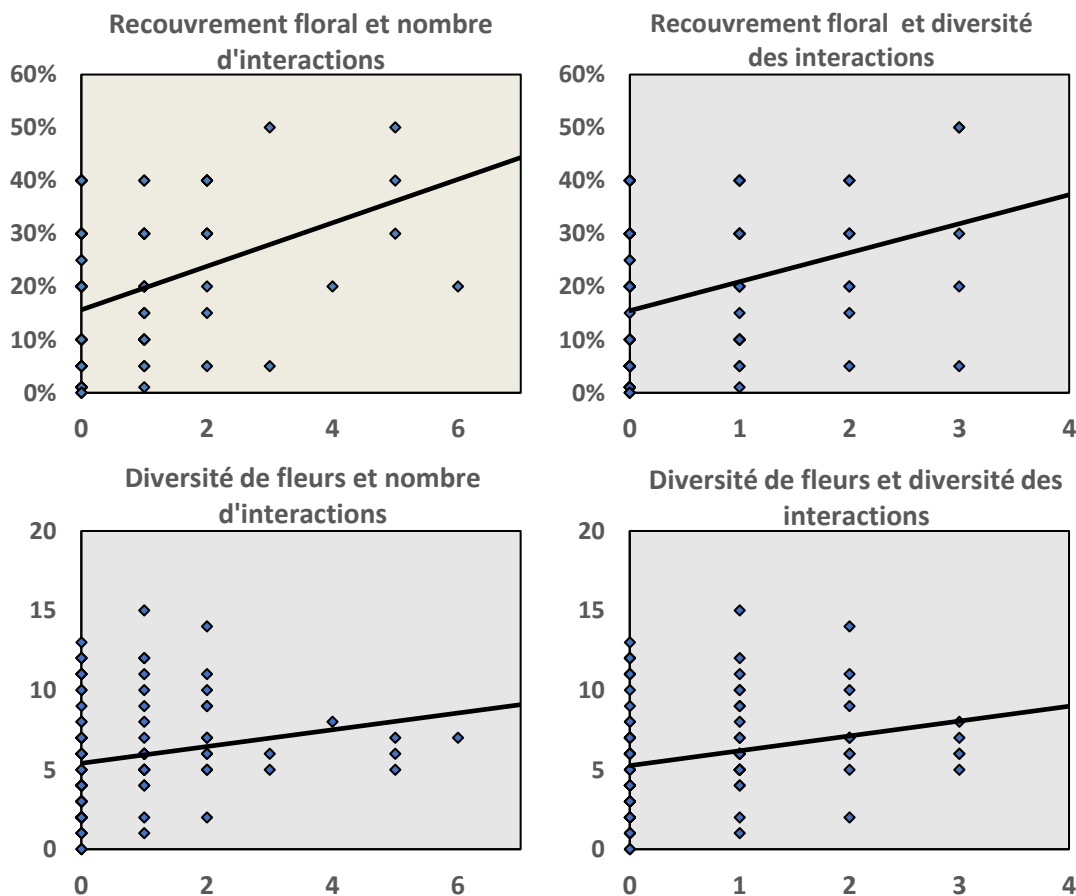 Recouvrement floral et nombre
d'interactions
60%
50%
40%
30%
20%
10%
0%
0 2 4 6
Recouvrement floral et diversité
des interactions
60%
50%
40%
30%
20%
10%
0%
0 1 2 3 4
Diversité de fleurs et nombre
d'interactions
20
15
10
5
0
0 2 4 6
Diversité de fleurs et diversité des
interactions
20
15
10
5
0
0 1 2 3 4